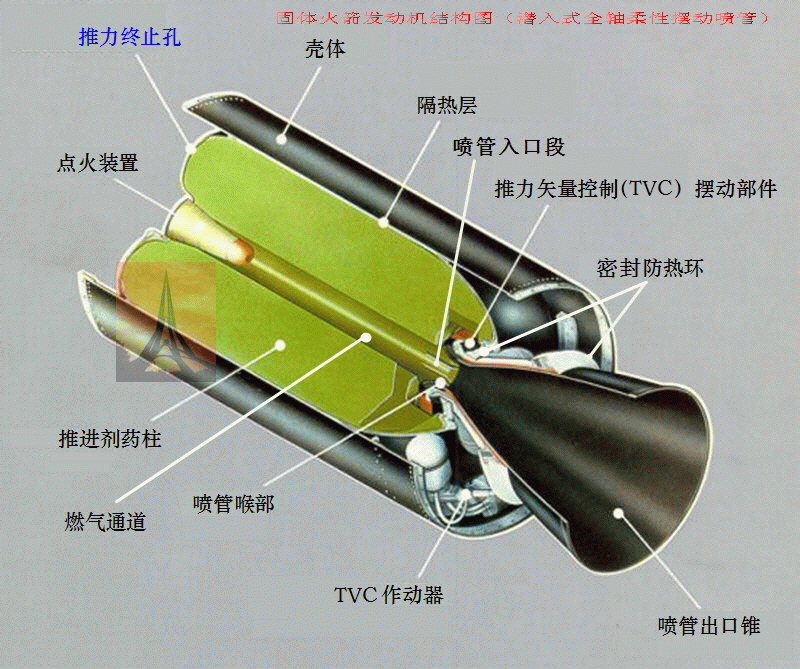 固体火箭发动机结构图（潜入式全轴柔性摆动喷管）
推力终止孔
壳体
隔热层
喷管入口段
点火装置
推力矢量控制(TVC) 摆动部件
密封防热环
推进剂药柱
喷管喉部
燃气通道
TVC作动器
喷管出口锥